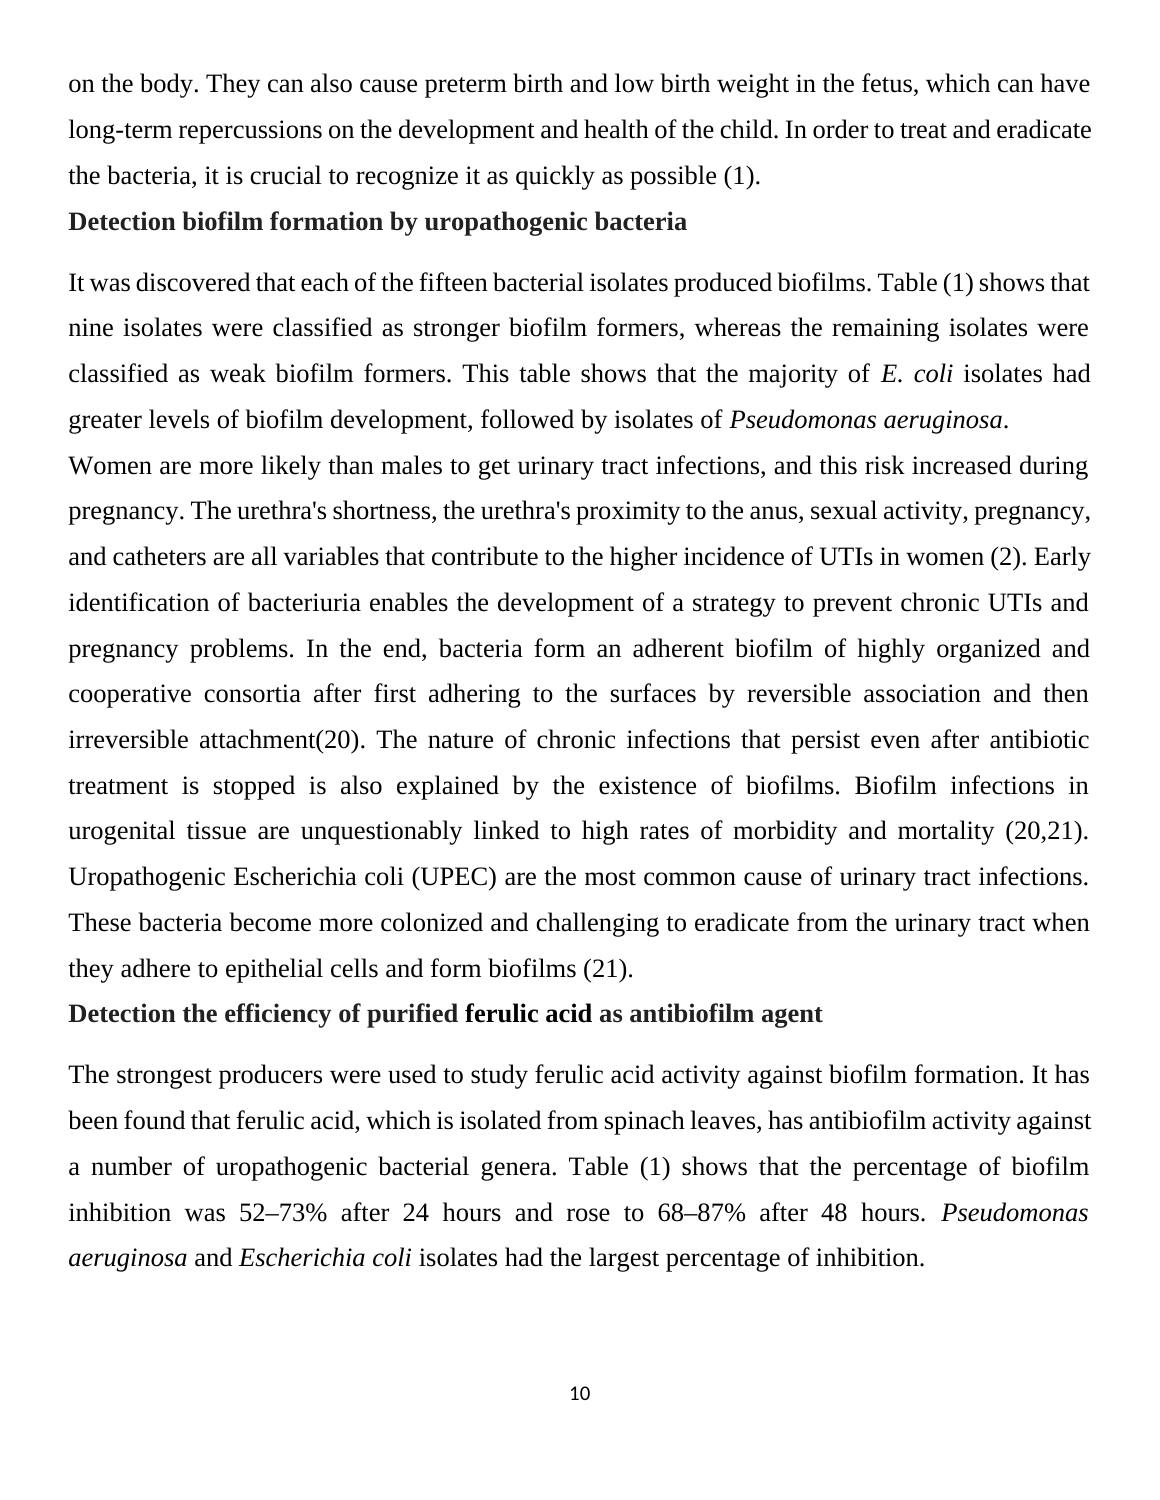 on the body. They can also cause preterm birth and low birth weight in the fetus, which can have
long-term repercussions on the development and health of the child. In order to treat and eradicate
the bacteria, it is crucial to recognize it as quickly as possible (1).
Detection biofilm formation by uropathogenic bacteria
It was discovered that each of the fifteen bacterial isolates produced biofilms. Table (1) shows that
nine isolates were classified as stronger biofilm formers, whereas the remaining isolates were
classified as weak biofilm formers. This table shows that the majority of E. coli isolates had
greater levels of biofilm development, followed by isolates of Pseudomonas aeruginosa.
Women are more likely than males to get urinary tract infections, and this risk increased during
pregnancy. The urethra's shortness, the urethra's proximity to the anus, sexual activity, pregnancy,
and catheters are all variables that contribute to the higher incidence of UTIs in women (2). Early
identification of bacteriuria enables the development of a strategy to prevent chronic UTIs and
pregnancy problems. In the end, bacteria form an adherent biofilm of highly organized and
cooperative consortia after first adhering to the surfaces by reversible association and then
irreversible attachment(20). The nature of chronic infections that persist even after antibiotic
treatment is stopped is also explained by the existence of biofilms. Biofilm infections in
urogenital tissue are unquestionably linked to high rates of morbidity and mortality (20,21).
Uropathogenic Escherichia coli (UPEC) are the most common cause of urinary tract infections.
These bacteria become more colonized and challenging to eradicate from the urinary tract when
they adhere to epithelial cells and form biofilms (21).
Detection the efficiency of purified ferulic acid as antibiofilm agent
The strongest producers were used to study ferulic acid activity against biofilm formation. It has
been found that ferulic acid, which is isolated from spinach leaves, has antibiofilm activity against
a number of uropathogenic bacterial genera. Table (1) shows that the percentage of biofilm
inhibition was 52–73% after 24 hours and rose to 68–87% after 48 hours. Pseudomonas
aeruginosa and Escherichia coli isolates had the largest percentage of inhibition.
10